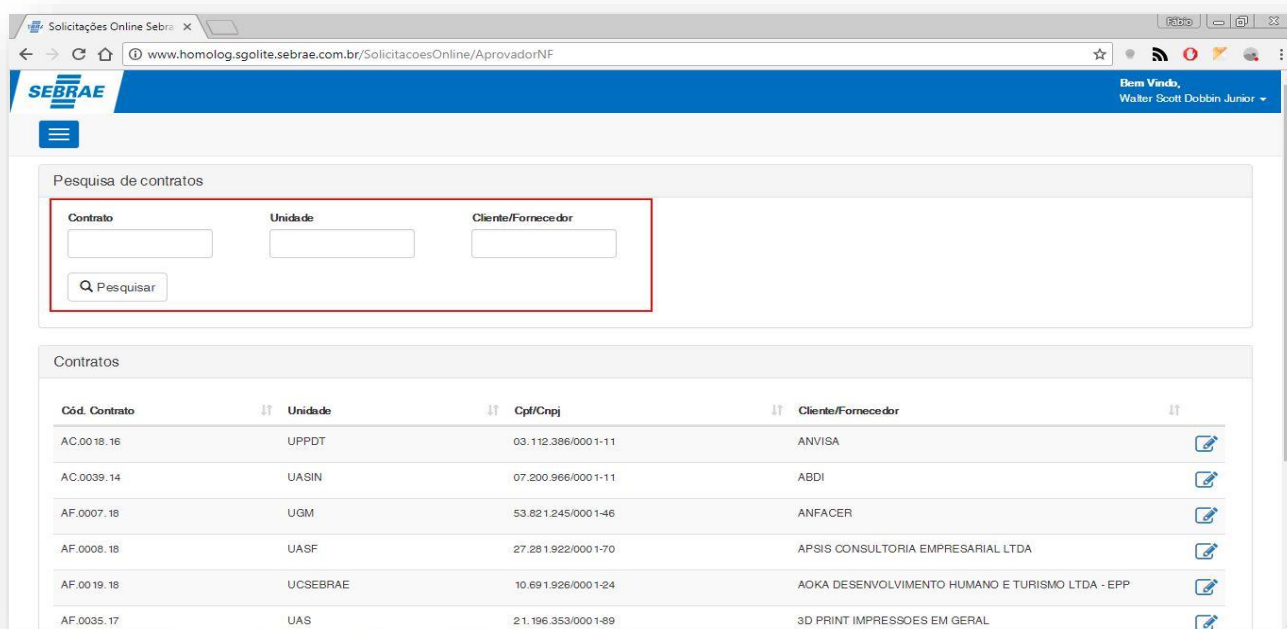 Solicitações Online Sebra
Fábio
www.homolog.sgolite.sebrae.com.br/SolicitacoesOnline/AprovadorNF
SEBRAE
Bem Vindo,
Walter Scott Dobbin Junior
Pesquisa de contratos
Contrato Unidade Cliente/Fornecedor
Pesquisar
Contratos
Cód. Contrato Unidade Cpf/Cnpj Cliente/Fornecedor
AC.0018.16 UPPDT 03.112.386/0001-11 ANVISA
AC.0039.14 UASIN 07.200.966/0001-11 ABDI
AF.0007.18 UGM 53.821.245/0001-46 ANFACER
AF.0008.18 UASF 27.281.922/0001-70 APSIS CONSULTORIA EMPRESARIAL LTDA
AF.0019.18 UCSEBRAE 10.691.926/0001-24 AOKA DESENVOLVIMENTO HUMANO E TURISMO LTDA - EPP
AF.0035.17 UAS 21.196.353/0001-89 3D PRINT IMPRESSOES EM GERAL